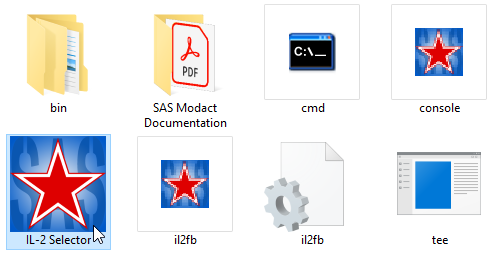 PDF
C:\_
bin
SAS Modact
Documentation
cmd
console
IL-2 Selector
il2fb
il2fb
tee